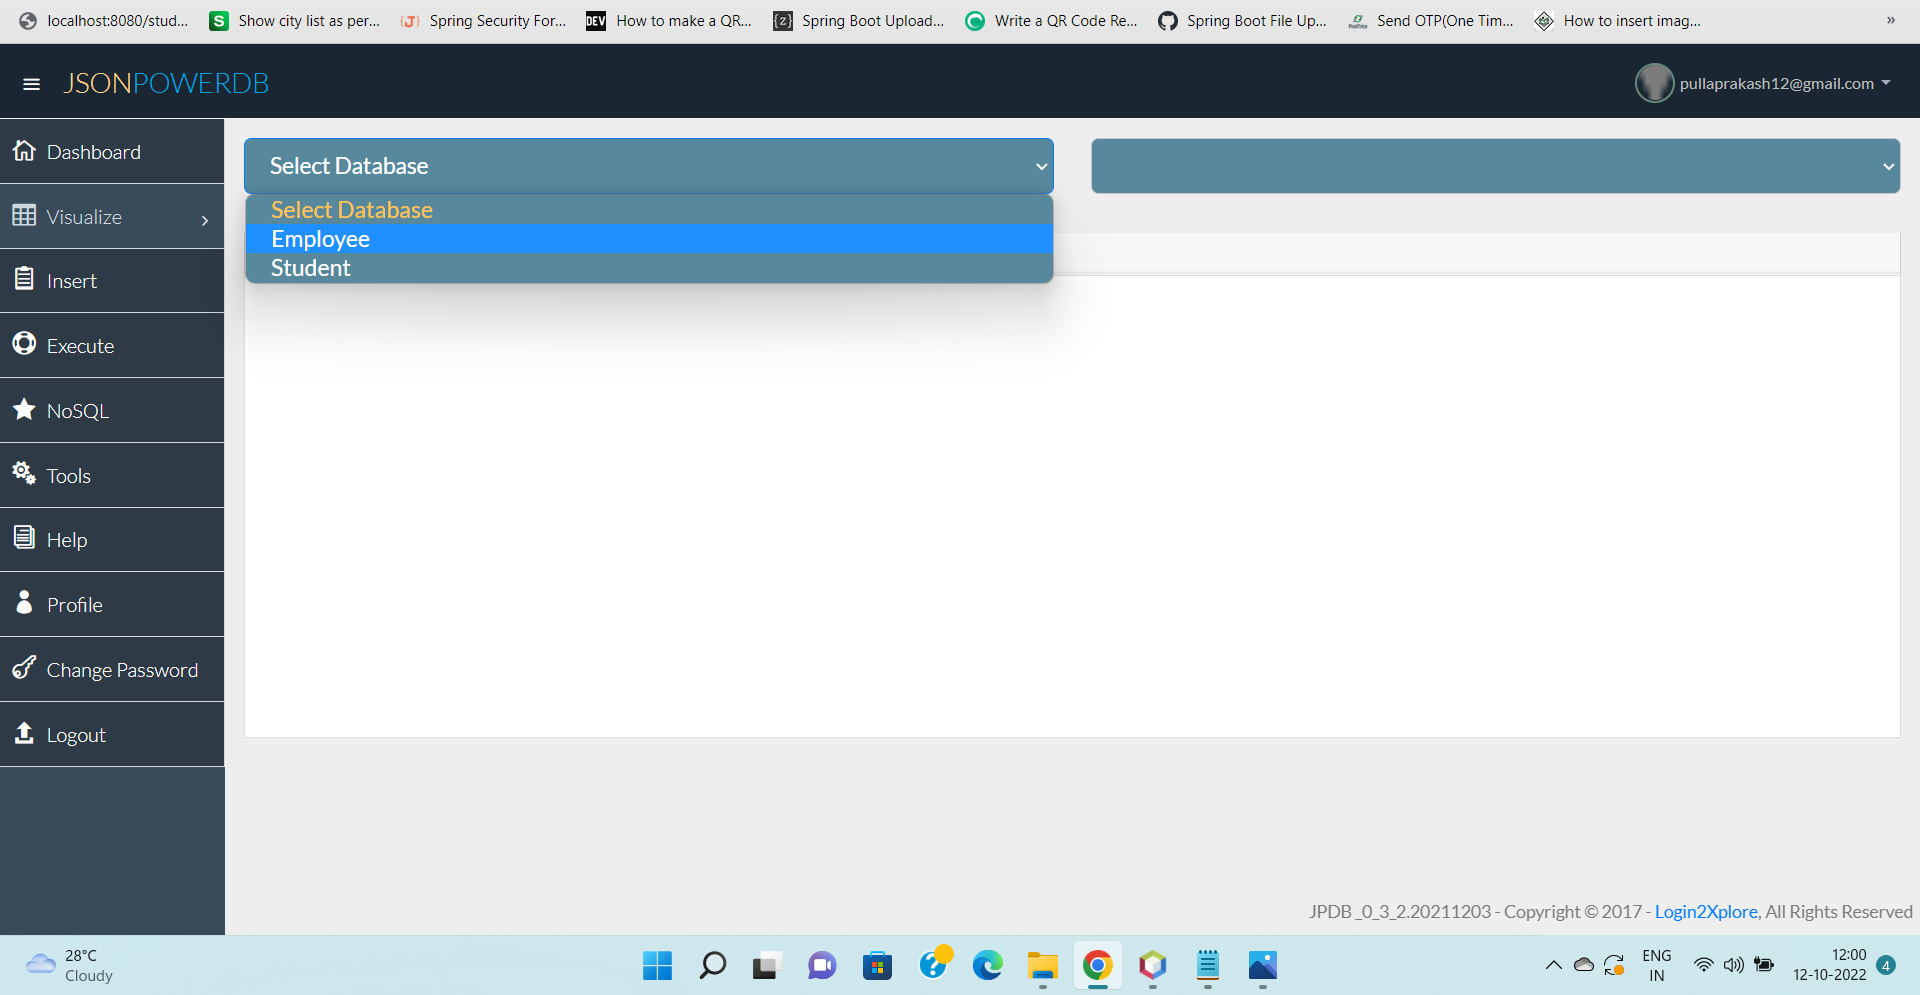 localhost:8080/stud... Show city list as per... Spring Security For... DEV How to make a QR... {z} Spring Boot Upload... Write a QR Code Re... Spring Boot File Up... Send OTP(One Tim... How to insert imag... »
JSONPOWERDB
pullaprakash12@gmail.com
Dashboard
Visualize
Insert
Execute
NoSQL
Tools
Help
Profile
Change Password
Logout
Select Database
Select Database
Employee
Student
JPDB_0_3_2.20211203 - Copyright © 2017 - Login2Xplore, All Rights Reserved
28°C
Cloudy
ENG
IN
12:00
12-10-2022
4